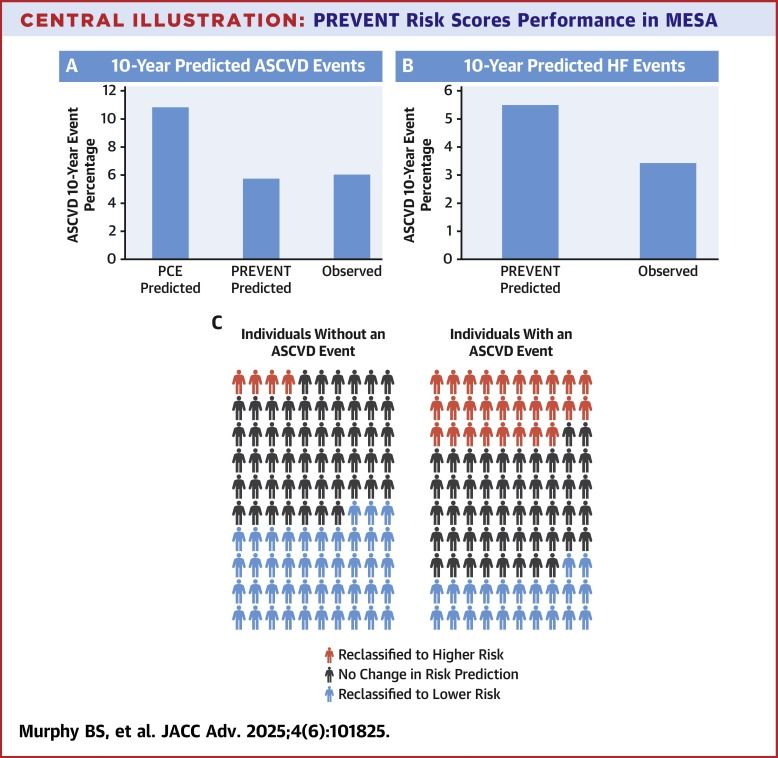 CENTRAL ILLUSTRATION: PREVENT Risk Scores Performance in MESA
A 10-Year Predicted ASCVD Events
ASCVD 10-Year Event
Percentage
12
10
8
6
4
2
0
PCE
Predicted
PREVENT
Predicted
Observed
B 10-Year Predicted HF Events
ASCVD 10-Year Event
Percentage
6
5
4
3
2
1
0
PREVENT
Predicted
Observed
C
Individuals Without an
ASCVD Event
Individuals With an
ASCVD Event
Reclassified to Higher Risk
No Change in Risk Prediction
Reclassified to Lower Risk
Murphy BS, et al. JACC Adv. 2025;4(6):101825.